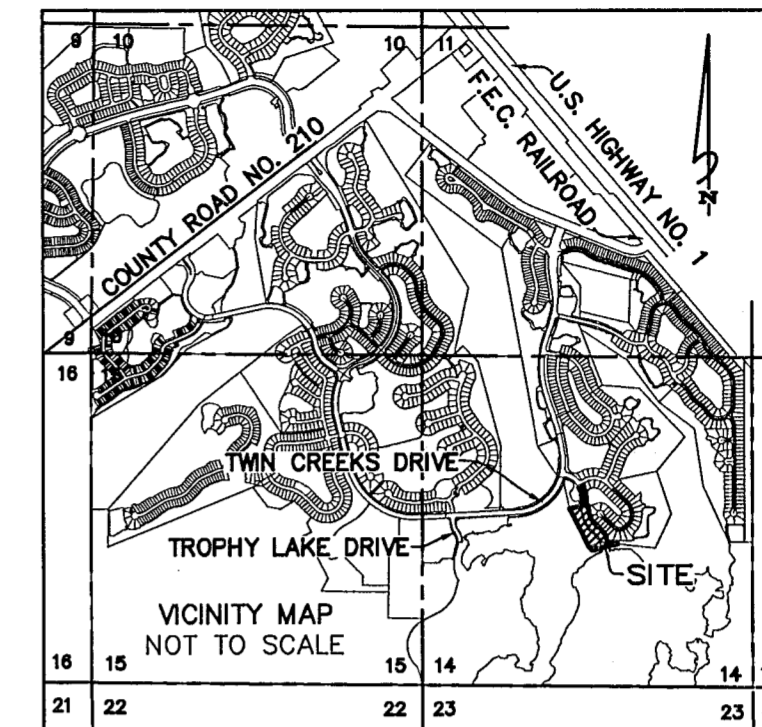 9 10
10 11
U.S. HIGHWAY NO. 1
F.E.C. RAILROAD
N
COUNTY ROAD NO. 210
9
16
TWIN CREEKS DRIVE
TROPHY LAKE DRIVE
SITE
VICINITY MAP
NOT TO SCALE
16 15
15 14
14
21 22
22 23
23